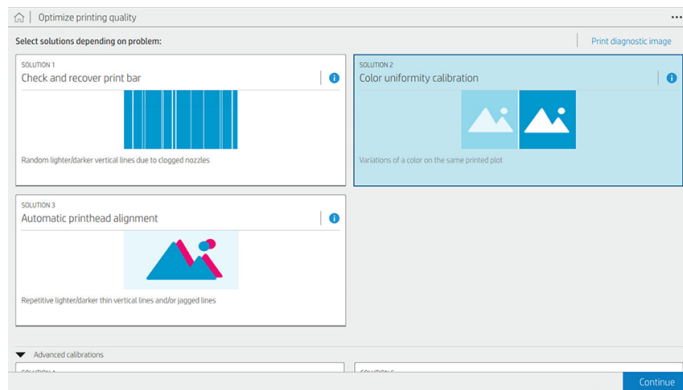 Optimize printing quality
Select solutions depending on problem:
Print diagnostic image
SOLUTION 1
Check and recover print bar
Random lighter/darker vertical lines due to clogged nozzles
SOLUTION 2
Color uniformity calibration
Variations of a color on the same printed plot
SOLUTION 3
Automatic printhead alignment
Repetitive lighter/darker thin vertical lines and/or jagged lines
Advanced calibrations
Continue